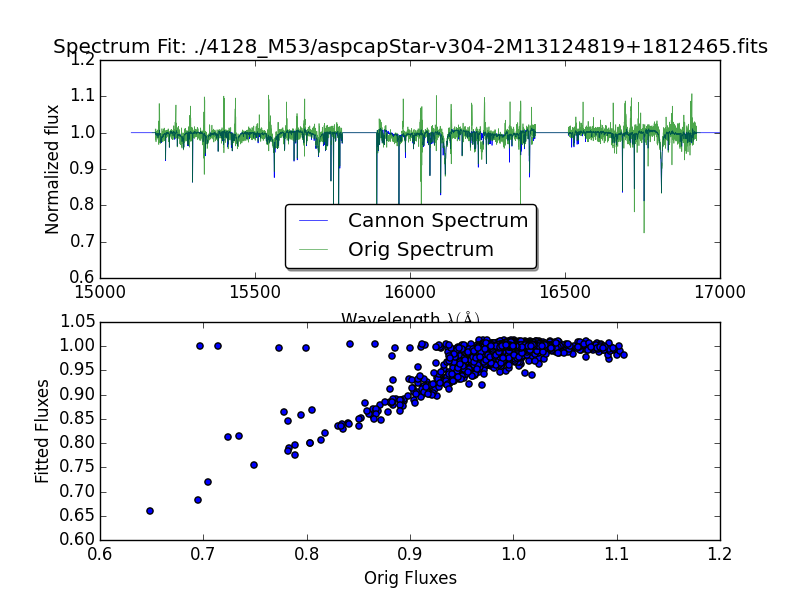 Spectrum Fit: ./4128_M53/aspcapStar-v304-2M13124819+1812465.fits
1.2
1.1
1.0
0.9
0.8
0.7
0.6
Normalized flux
Cannon Spectrum
Orig Spectrum
15000 15500 16000 16500 17000
Wavelength λ(Å)
1.05
1.00
0.95
0.90
0.85
0.80
0.75
0.70
0.65
0.60
Fitted Fluxes
0.6 0.7 0.8 0.9 1.0 1.1 1.2
Orig Fluxes